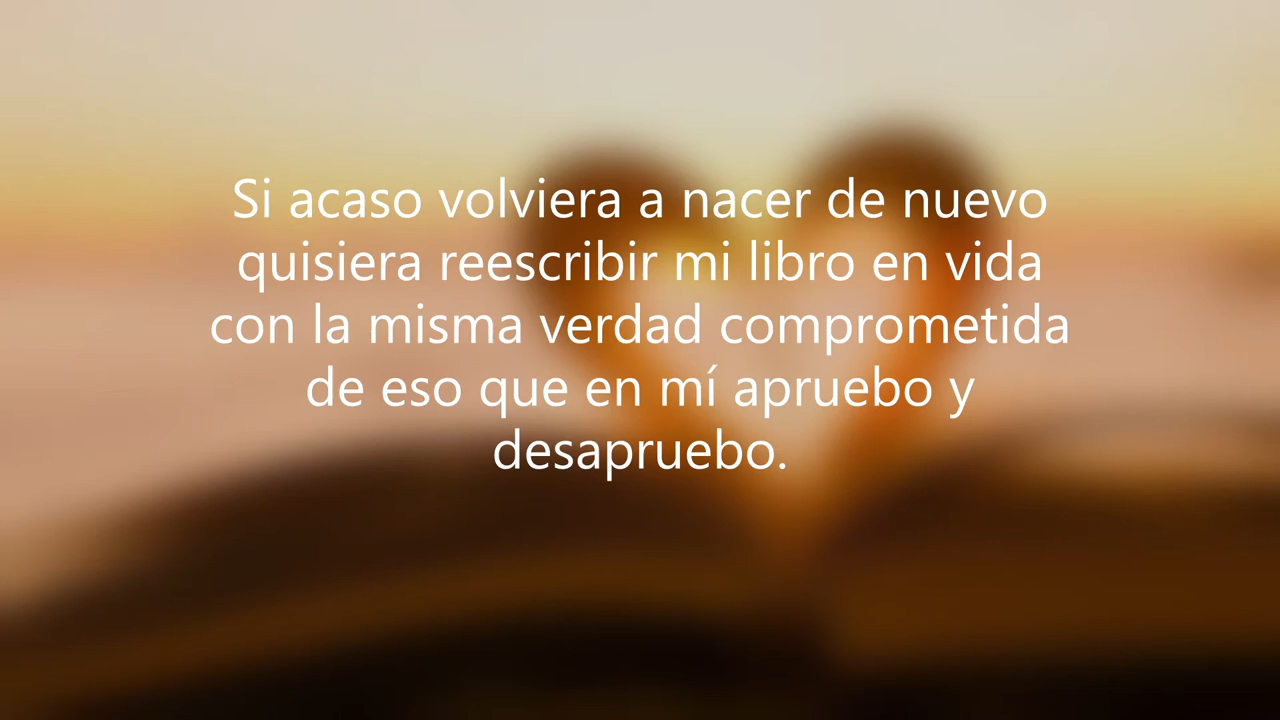 Si acaso volviera a nacer de nuevo
quisiera reescribir mi libro en vida
con la misma verdad comprometida
de eso que en mí apruebo y
desapruebo.